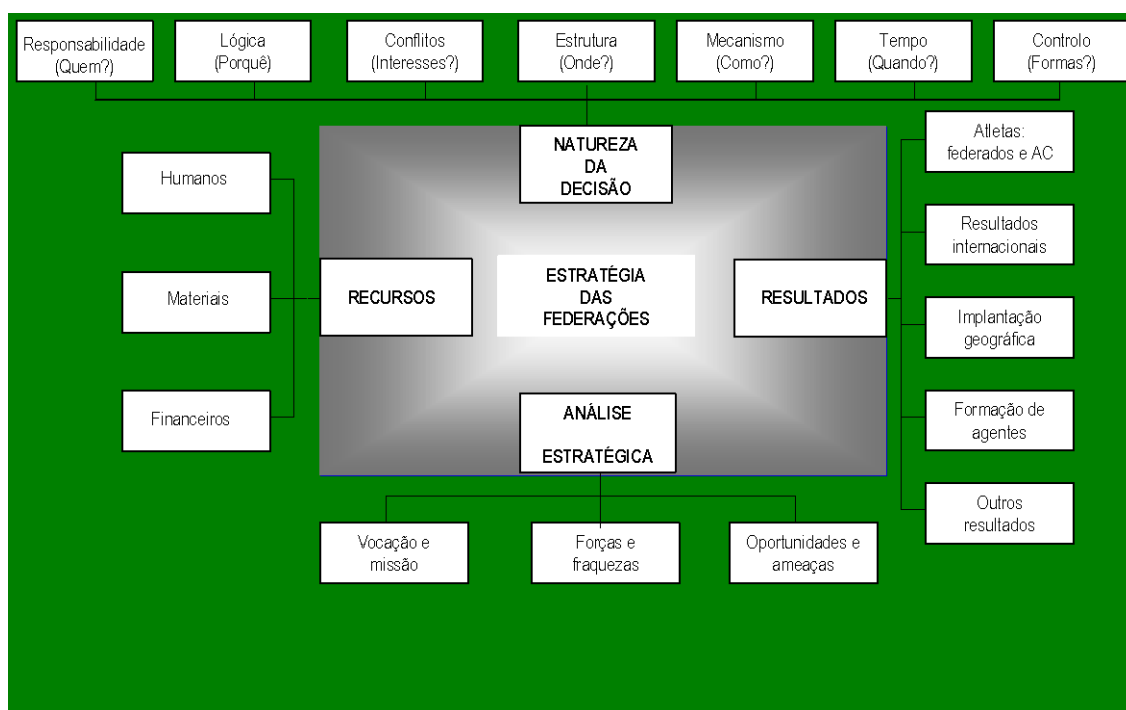 Responsabilidade
(Quem?)
Lógica
(Porquê)
Conflitos
(Interesses?)
Estrutura
(Onde?)
Mecanismo
(Como?)
Tempo
(Quando?)
Controlo
(Formas?)
NATUREZA
DA
DECISÃO
Humanos
Materiais
Financeiros
RECURSOS
ESTRATÉGIA
DAS
FEDERAÇÕES
RESULTADOS
Atletas:
federados e AC
Resultados
internacionais
Implantação
geográfica
Formação de
agentes
Outros
resultados
ANÁLISE
ESTRATÉGICA
Vocação e
missão
Forças e
fraquezas
Oportunidades e
ameaças